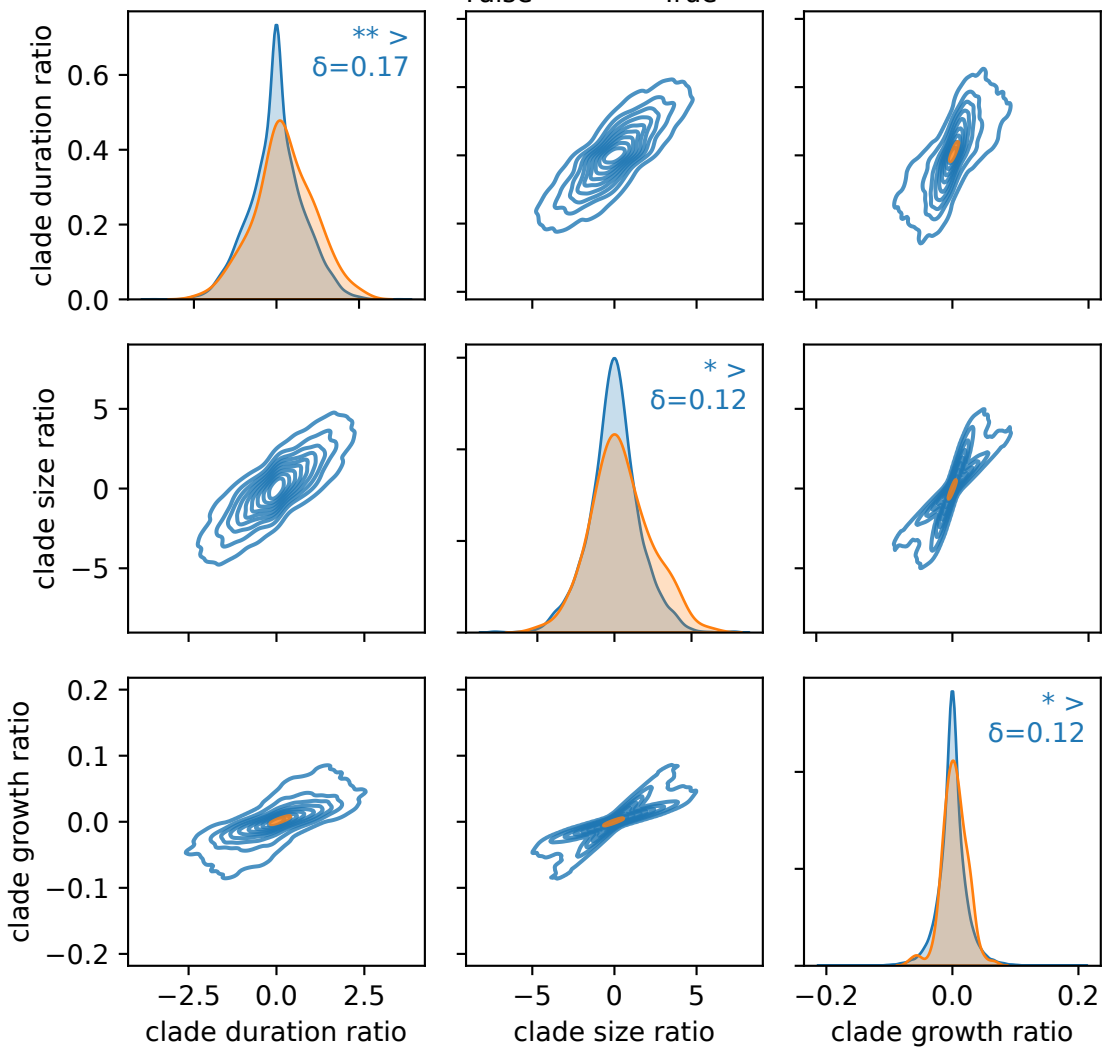 False True
clade duration ratio
0.6
0.4
0.2
0.0
** >
δ=0.17
clade size ratio
5
0
−5
* >
δ=0.12
clade growth ratio
0.2
0.1
0.0
−0.1
−0.2
* >
δ=0.12
−2.5 0.0 2.5
−5 0 5
−0.2 0.0 0.2
clade duration ratio
clade size ratio
clade growth ratio